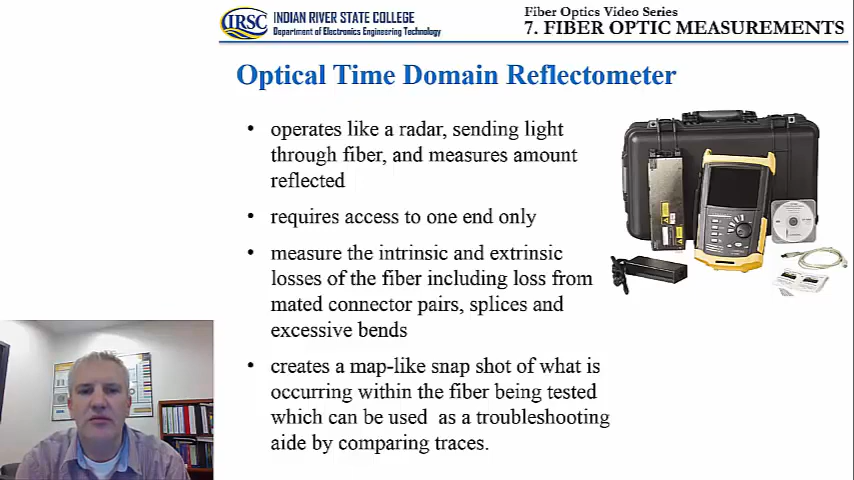 IRSC
INDIAN RIVER STATE COLLEGE
Department of Electronics Engineering Technology
Fiber Optics Video Series
7. FIBER OPTIC MEASUREMENTS
Optical Time Domain Reflectometer
• operates like a radar, sending light
through fiber, and measures amount
reflected
• requires access to one end only
• measure the intrinsic and extrinsic
losses of the fiber including loss from
mated connector pairs, splices and
excessive bends
• creates a map-like snap shot of what is
occurring within the fiber being tested
which can be used as a troubleshooting
aide by comparing traces.